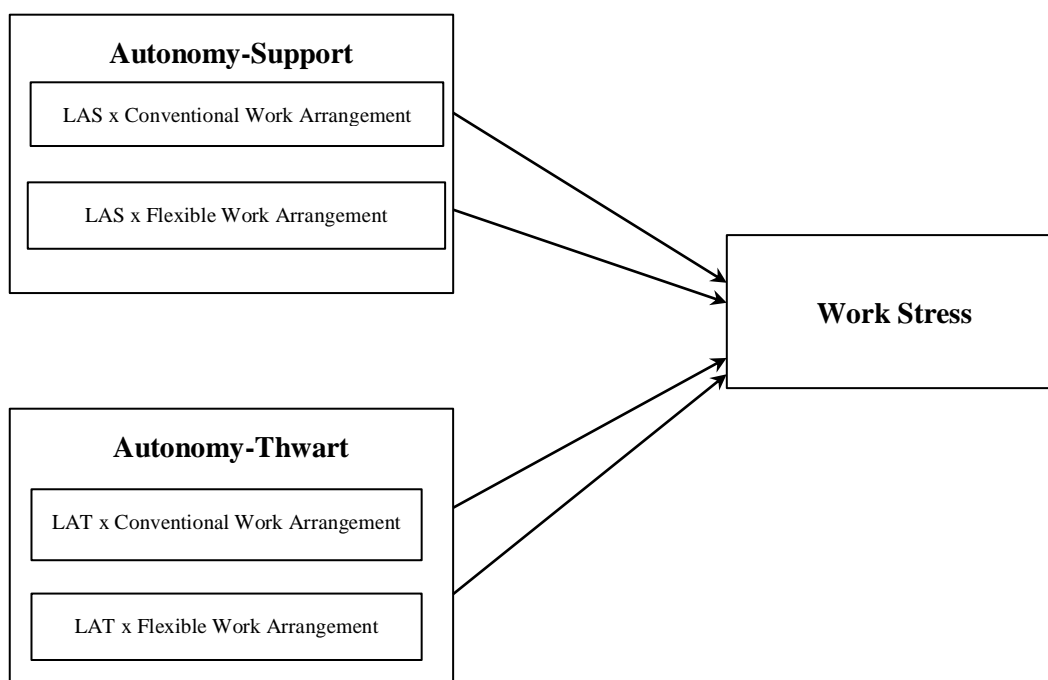 Autonomy-Support
LAS x Conventional Work Arrangement
LAS x Flexible Work Arrangement
Work Stress
Autonomy-Thwart
LAT x Conventional Work Arrangement
LAT x Flexible Work Arrangement